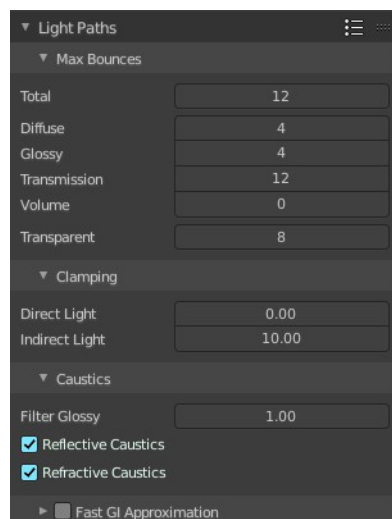 Light Paths
Max Bounces
Total 12
Diffuse 4
Glossy 4
Transmission 12
Volume 0
Transparent 8
Clamping
Direct Light 0.00
Indirect Light 10.00
Caustics
Filter Glossy 1.00
Reflective Caustics
Refractive Caustics
Fast GI Approximation